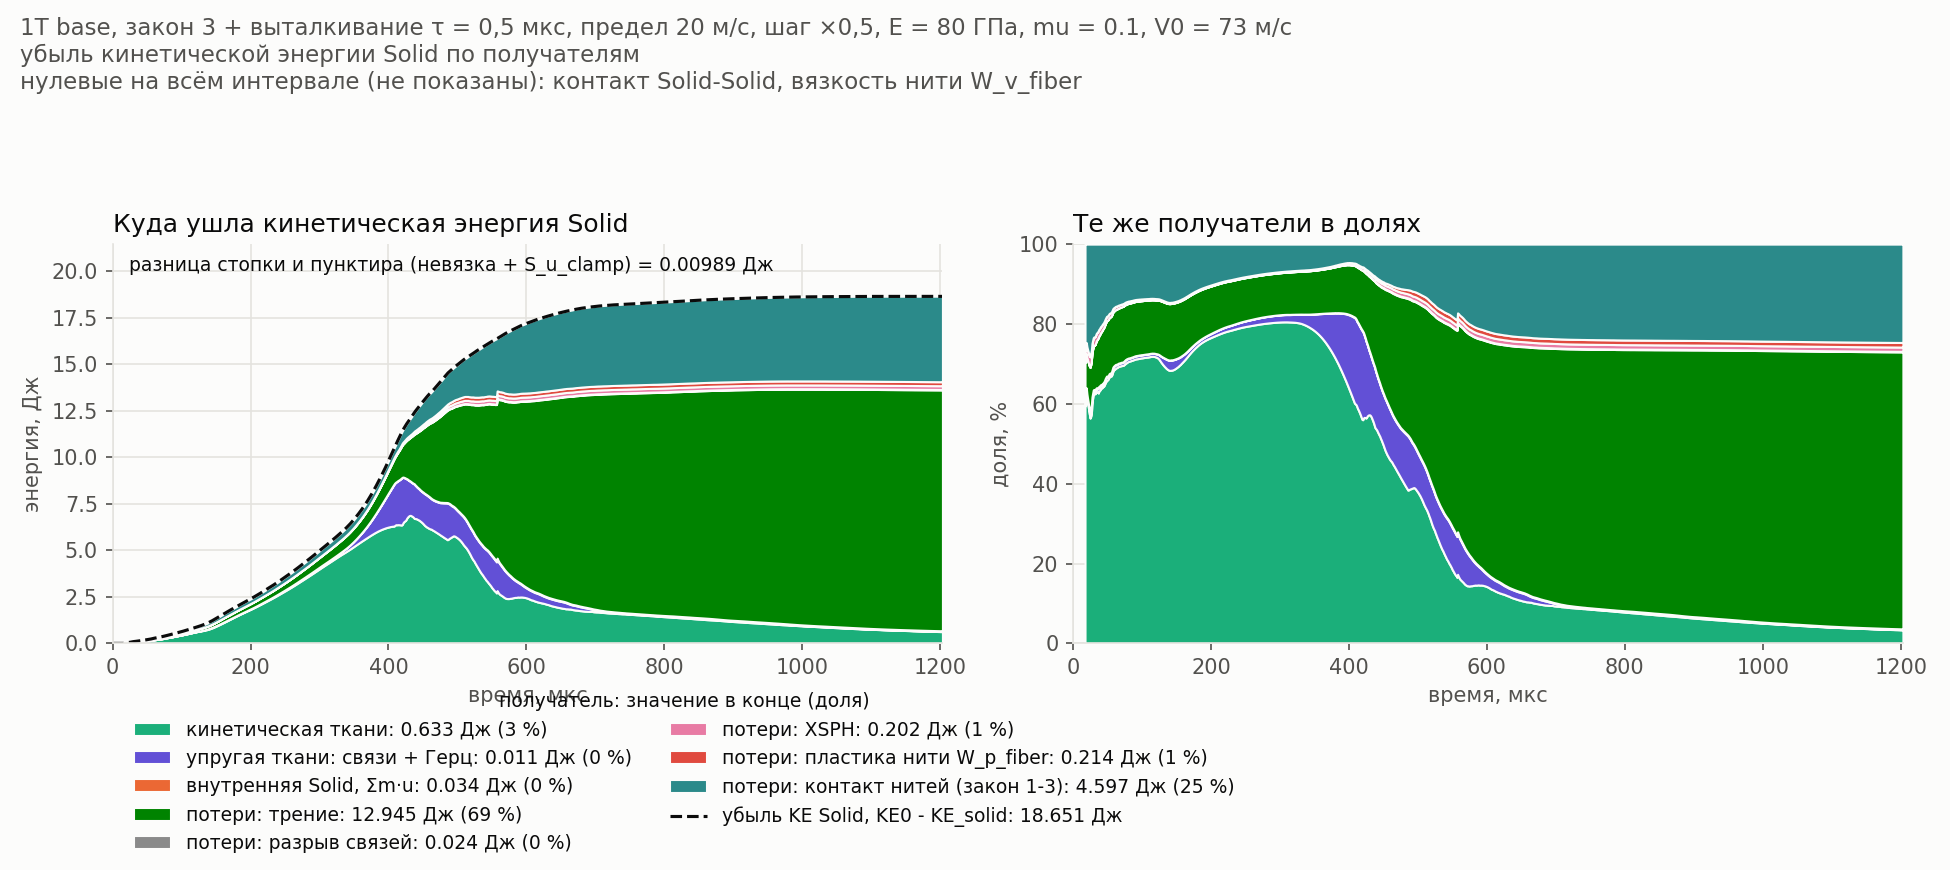 1T base, закон 3 + выталкивание τ = 0,5 мкс, предел 20 м/с, шаг ×0,5, E = 80 ГПа, mu = 0.1, V0 = 73 м/с
убыль кинетической энергии Solid по получателям
нулевые на всём интервале (не показаны): контакт Solid-Solid, вязкость нити W_v_fiber
Куда ушла кинетическая энергия Solid
разница стопки и пунктира (невязка + S_u_clamp) = 0.00989 Дж
энергия, Дж
20.0
17.5
15.0
12.5
10.0
7.5
5.0
2.5
0.0
0 200 400 600 800 1000 1200
время, мкс
Те же получатели в долях
доля, %
100
80
60
40
20
0
0 200 400 600 800 1000 1200
время, мкс
получатель: значение в конце (доля)
кинетическая ткани: 0.633 Дж (3 %)
упругая ткани: связи + Герц: 0.011 Дж (0 %)
внутренняя Solid, Σm·u: 0.034 Дж (0 %)
потери: трение: 12.945 Дж (69 %)
потери: разрыв связей: 0.024 Дж (0 %)
потери: XSPH: 0.202 Дж (1 %)
потери: пластика нити W_p_fiber: 0.214 Дж (1 %)
потери: контакт нитей (закон 1-3): 4.597 Дж (25 %)
убыль KE Solid, KE0 - KE_solid: 18.651 Дж